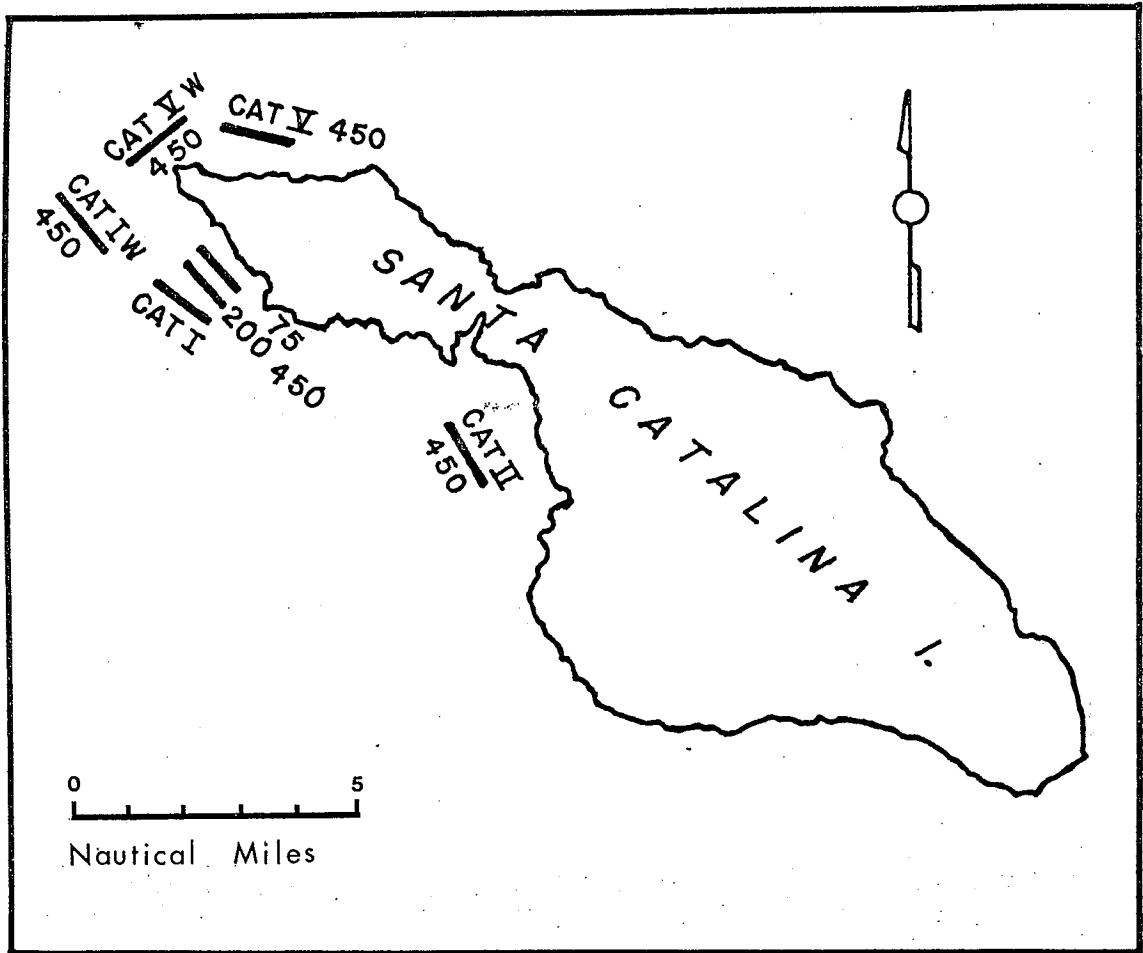 CAT V W
450
CAT V 450
CAT I W
450
CAT I
75
200
450
SANTA
CATALINA I.
CAT II
450
0 5
Nautical Miles